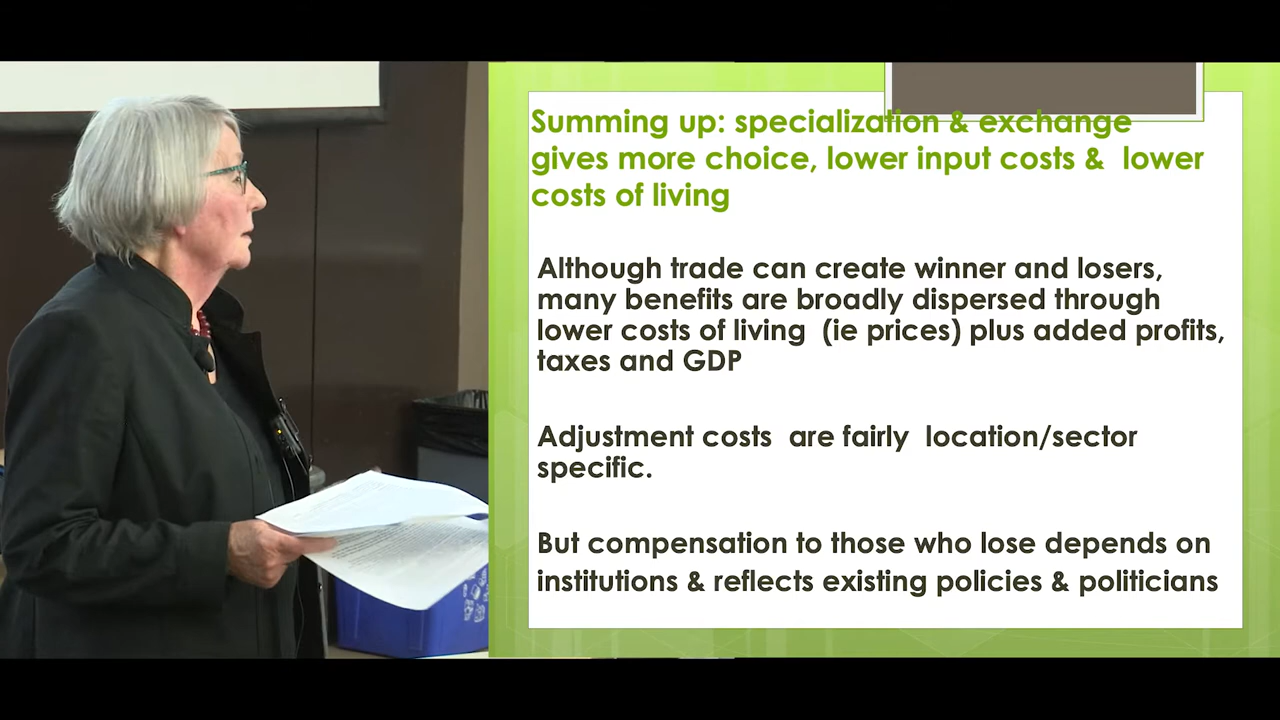 Summing up: specialization & exchange
gives more choice, lower input costs & lower
costs of living
Although trade can create winner and losers,
many benefits are broadly dispersed through
lower costs of living (ie prices) plus added profits,
taxes and GDP
Adjustment costs are fairly location/sector
specific.
But compensation to those who lose depends on
institutions & reflects existing policies & politicians